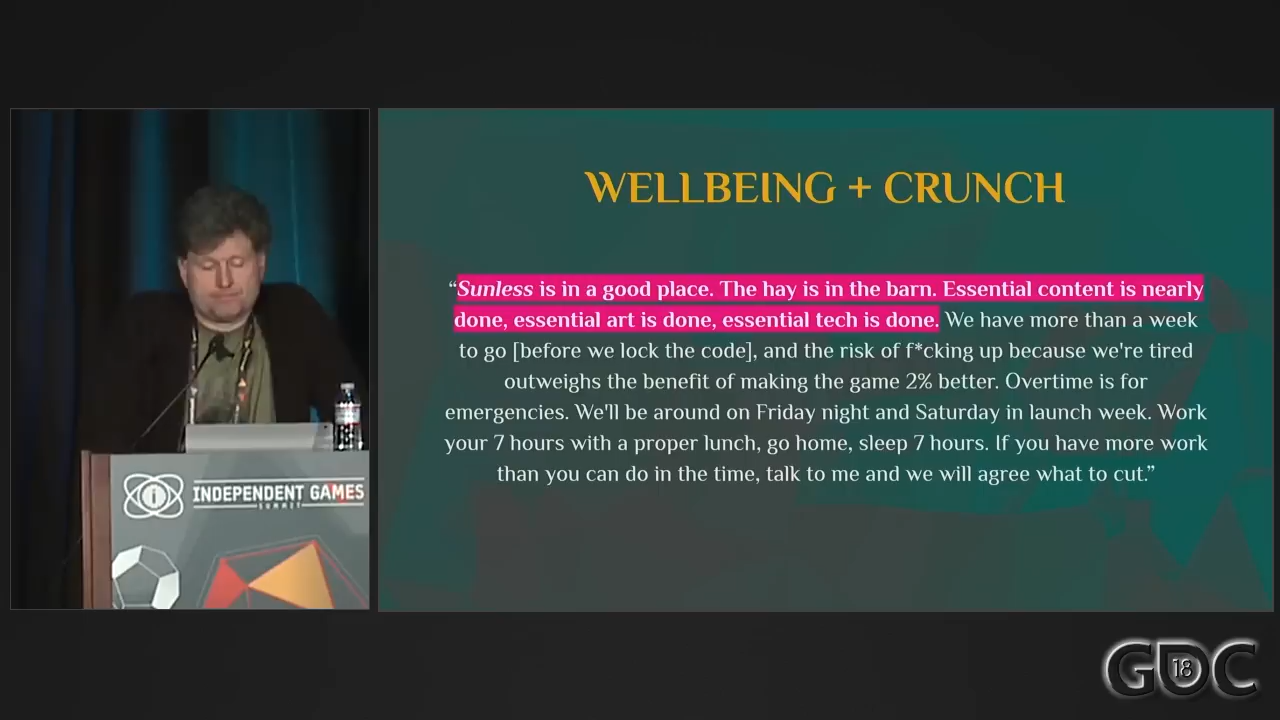 WELLBEING + CRUNCH
“Sunless is in a good place. The hay is in the barn. Essential content is nearly
done, essential art is done, essential tech is done. We have more than a week
to go [before we lock the code], and the risk of f*cking up because we're tired
outweighs the benefit of making the game 2% better. Overtime is for
emergencies. We'll be around on Friday night and Saturday in launch week. Work
your 7 hours with a proper lunch, go home, sleep 7 hours. If you have more work
than you can do in the time, talk to me and we will agree what to cut.”
INDEPENDENT GAMES
SUMMIT
GDC
18